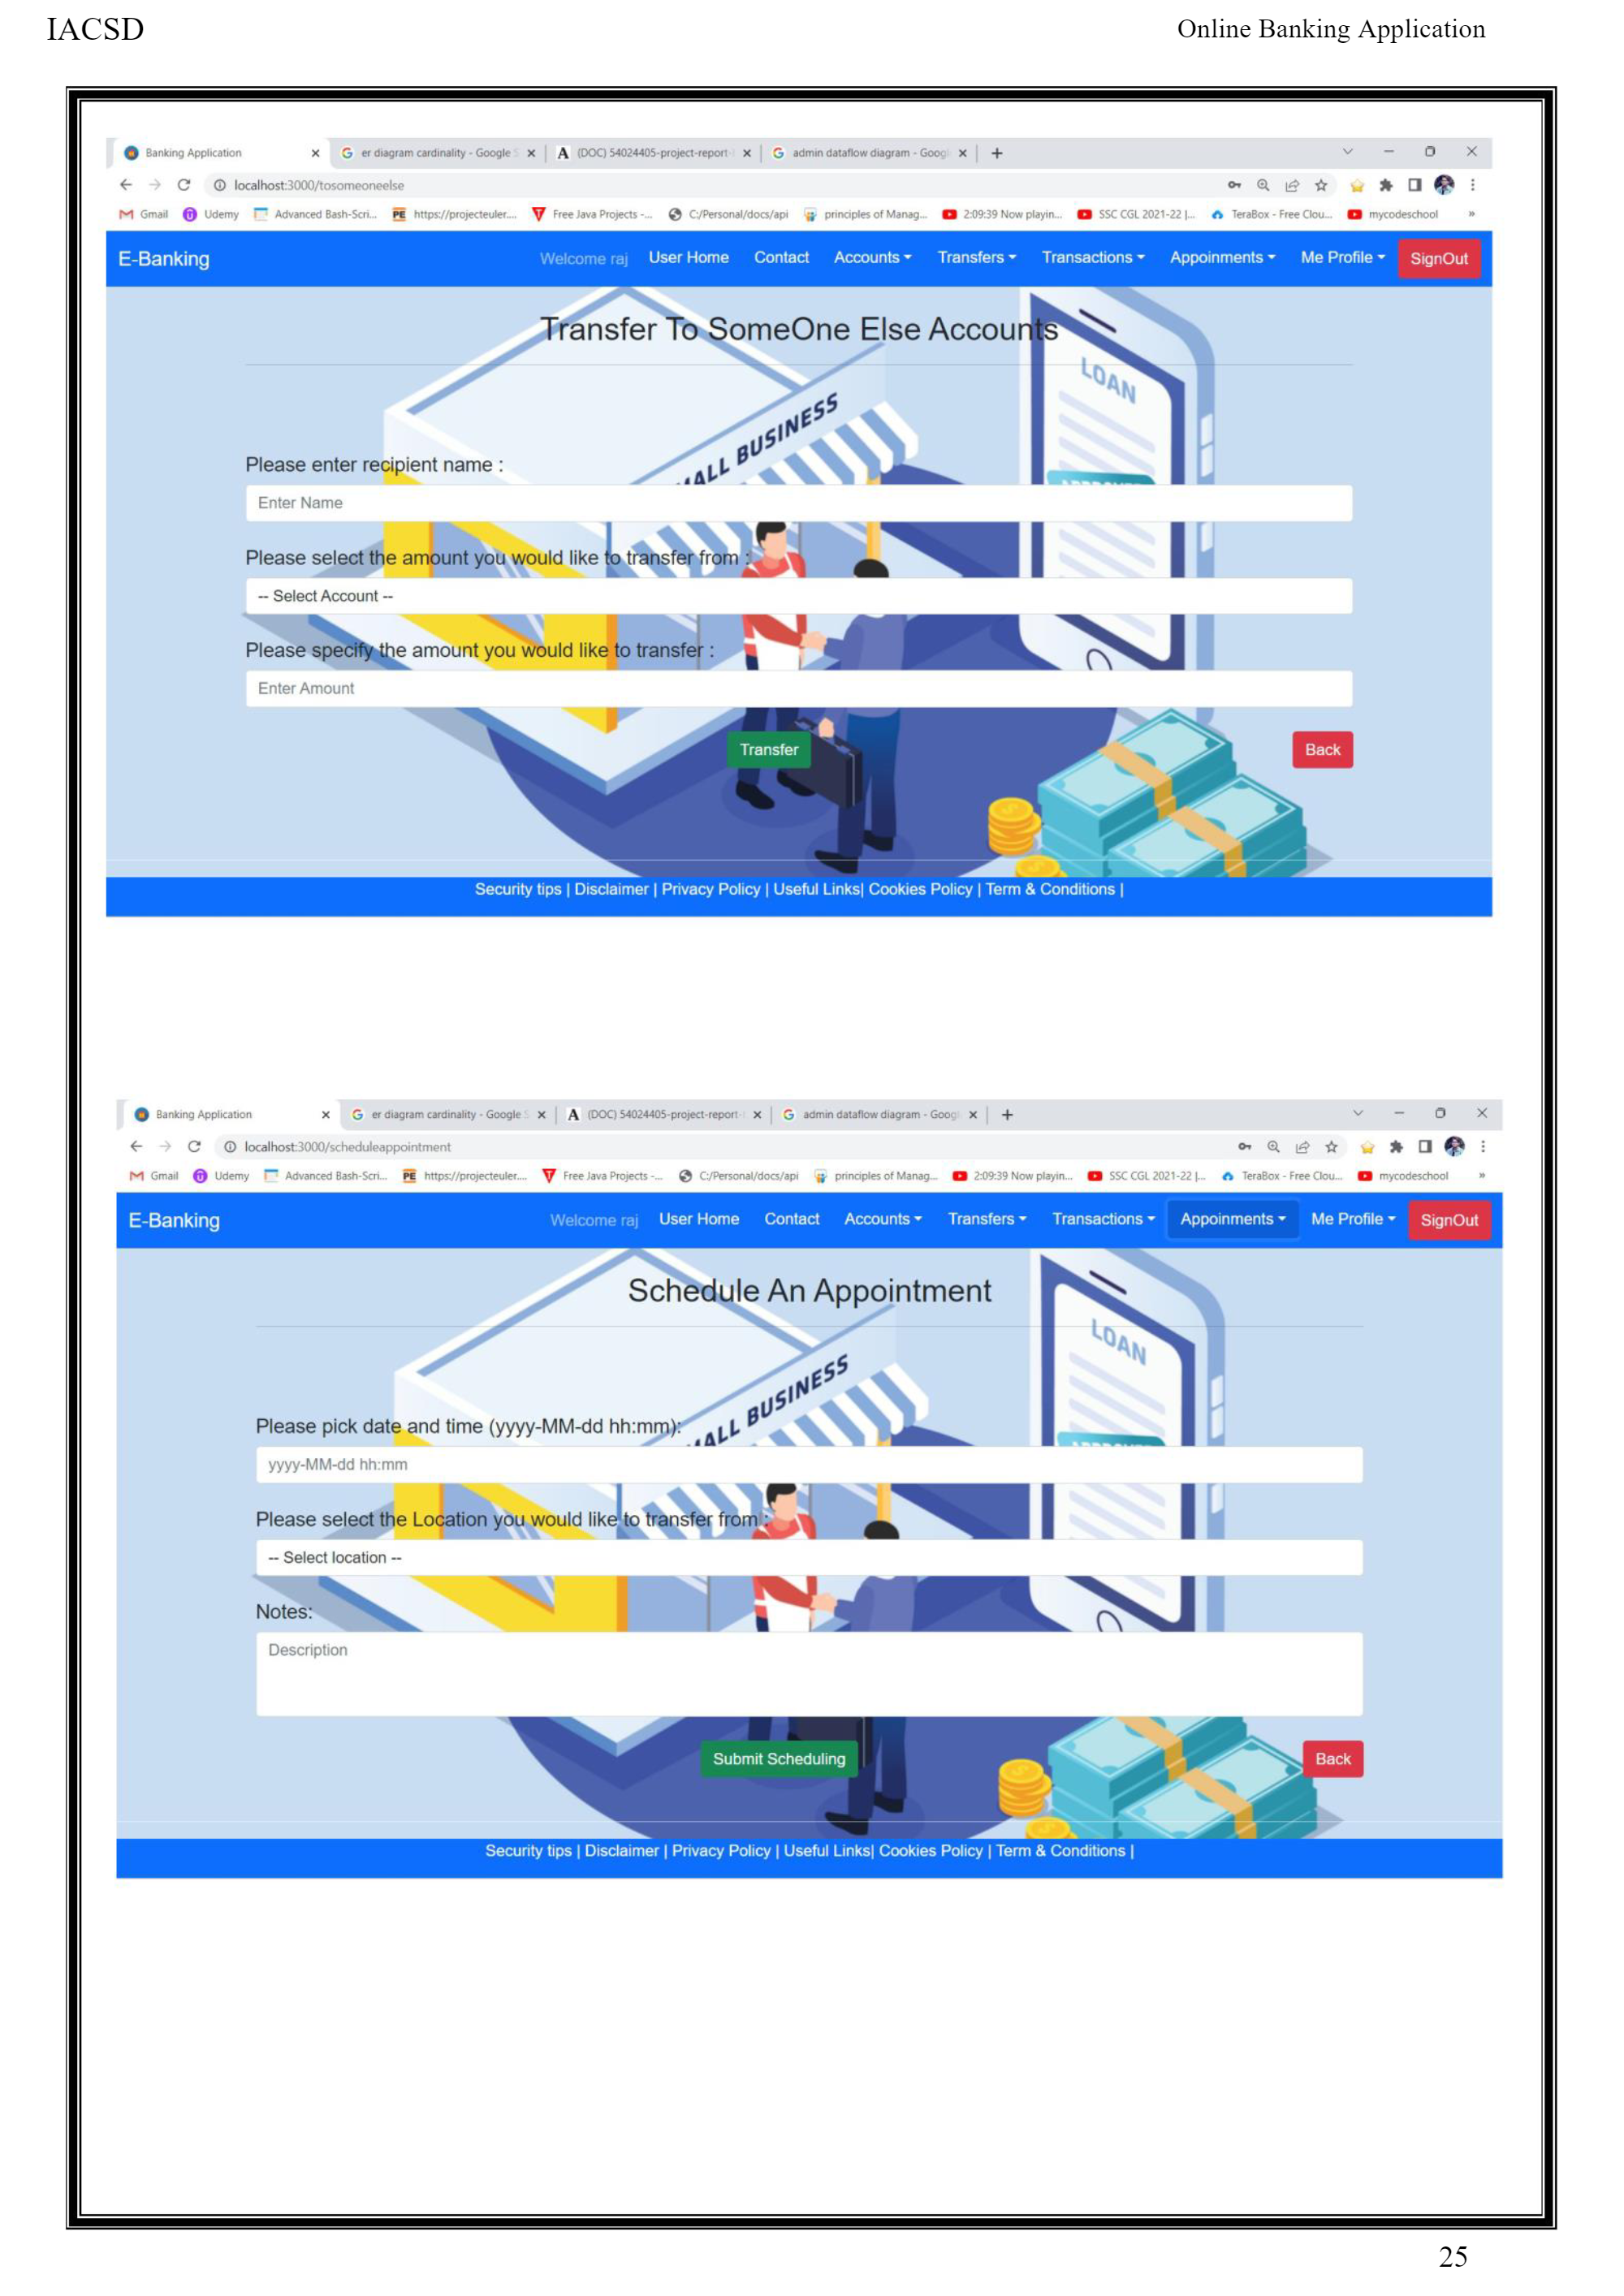 IACSD Online Banking Application
Banking Application er diagram cardinality - Google (DOC) 54024405-project-report- admin dataflow diagram - Goog
localhost:3000/tosomeoneelse
Gmail Udemy Advanced Bash-Scri... PE https://projecteuler.... Free Java Projects -... C:/Personal/docs/api principles of Manag... 2:09:39 Now playin... SSC CGL 2021-22 |... TeraBox - Free Clou... mycodeschool »
E-Banking Welcome raj User Home Contact Accounts Transfers Transactions Appoinments Me Profile SignOut
Transfer To SomeOne Else Accounts
LOAN
ALL BUSINESS
Please enter recipient name :
Enter Name
Please select the amount you would like to transfer from :
-- Select Account --
Please specify the amount you would like to transfer :
Enter Amount
Transfer Back
Security tips | Disclaimer | Privacy Policy | Useful Links| Cookies Policy | Term & Conditions |
Banking Application er diagram cardinality - Google (DOC) 54024405-project-report- admin dataflow diagram - Goog
localhost:3000/scheduleappointment
Gmail Udemy Advanced Bash-Scri... PE https://projecteuler.... Free Java Projects -... C:/Personal/docs/api principles of Manag... 2:09:39 Now playin... SSC CGL 2021-22 |... TeraBox - Free Clou... mycodeschool »
E-Banking Welcome raj User Home Contact Accounts Transfers Transactions Appoinments Me Profile SignOut
Schedule An Appointment
LOAN
ALL BUSINESS
Please pick date and time (yyyy-MM-dd hh:mm):
yyyy-MM-dd hh:mm
Please select the Location you would like to transfer from :
-- Select location --
Notes:
Description
Submit Scheduling Back
Security tips | Disclaimer | Privacy Policy | Useful Links| Cookies Policy | Term & Conditions |
25